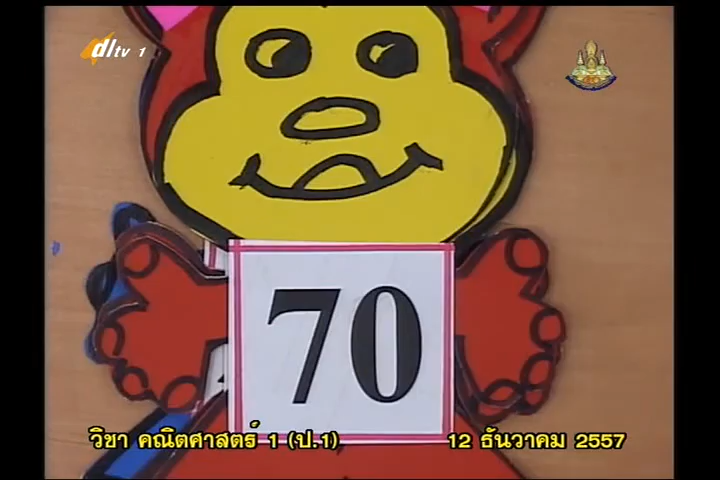 dltv 1
70
วิชา คณิตศาสตร์ 1 (ป.1)
12 ธันวาคม 2557